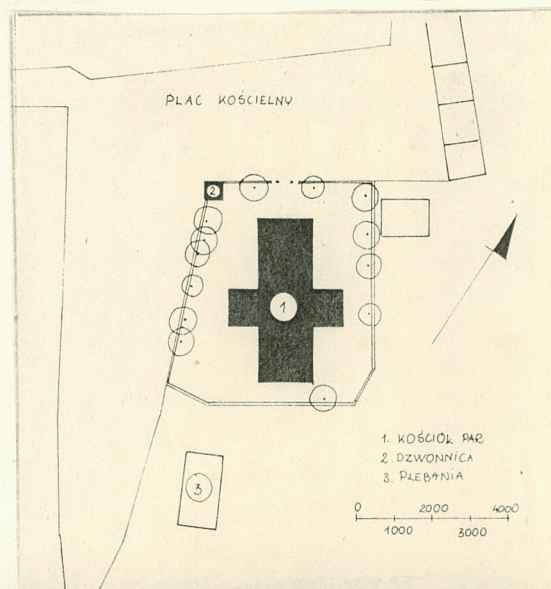 PLAC KOŚCIELNY
2
1
1. KOŚCIÓŁ PAR
2. DZWONNICA
3. PLEBANIA
3
0 2000 4000
1000 3000